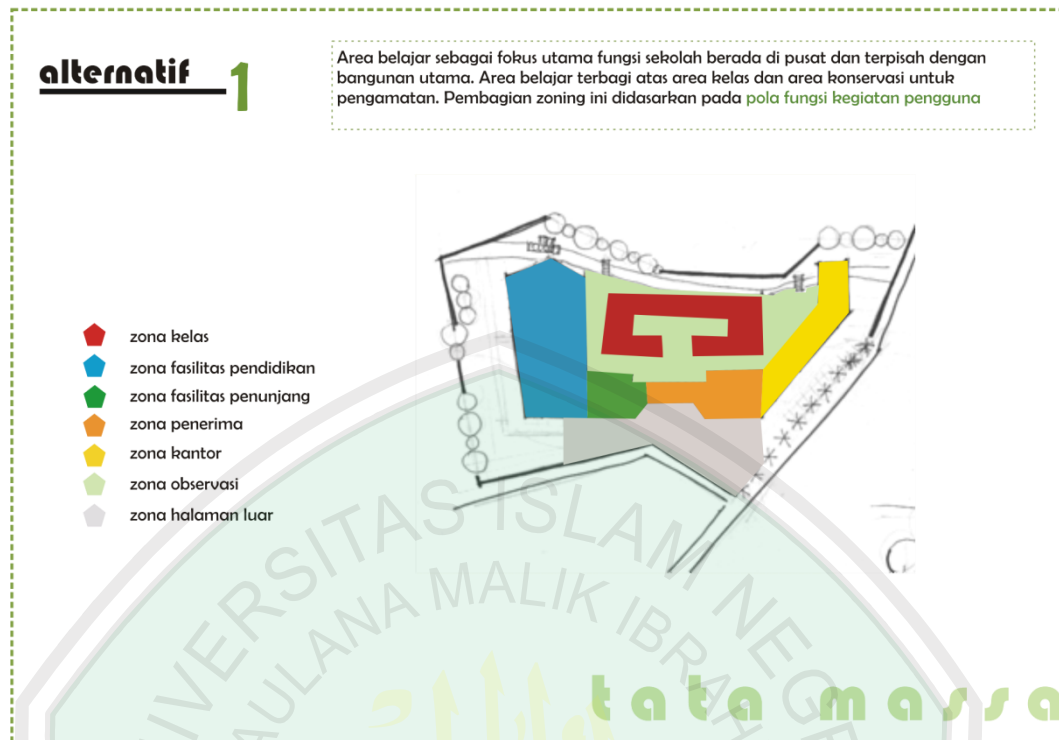 alternatif 1
Area belajar sebagai fokus utama fungsi sekolah berada di pusat dan terpisah dengan
bangunan utama. Area belajar terbagi atas area kelas dan area konservasi untuk
pengamatan. Pembagian zoning ini didasarkan pada pola fungsi kegiatan pengguna
zona kelas
zona fasilitas pendidikan
zona fasilitas penunjang
zona penerima
zona kantor
zona observasi
zona halaman luar
UNIVERSITAS ISLAM NEGE
MAULANA MALIK IBRAH
tata massa